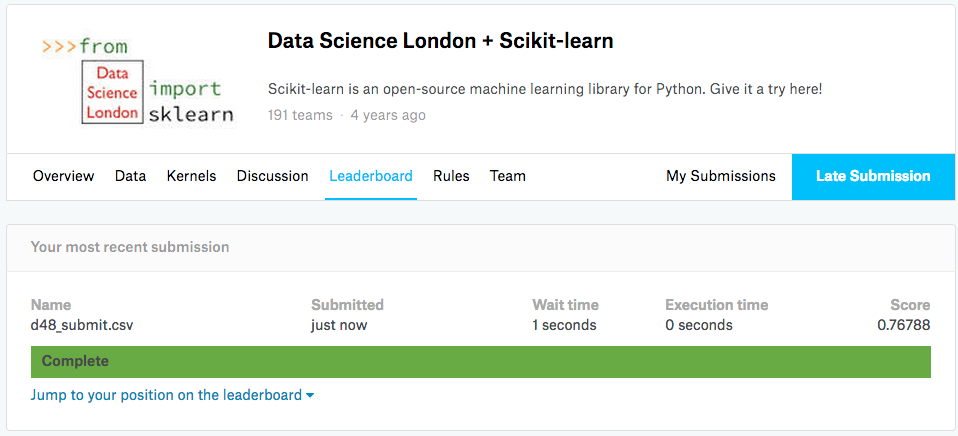 >>>from
Data
Science
London
import
sklearn
Data Science London + Scikit-learn
Scikit-learn is an open-source machine learning library for Python. Give it a try here!
191 teams · 4 years ago
Overview Data Kernels Discussion Leaderboard Rules Team My Submissions Late Submission
Your most recent submission
Name Submitted Wait time Execution time Score
d48_submit.csv just now 1 seconds 0 seconds 0.76788
Complete
Jump to your position on the leaderboard